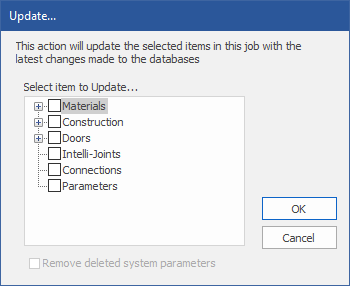 Update...
This action will update the selected items in this job with the
latest changes made to the databases
Select item to Update...
Materials
Construction
Doors
Intelli-Joints
Connections
Parameters
OK
Cancel
Remove deleted system parameters